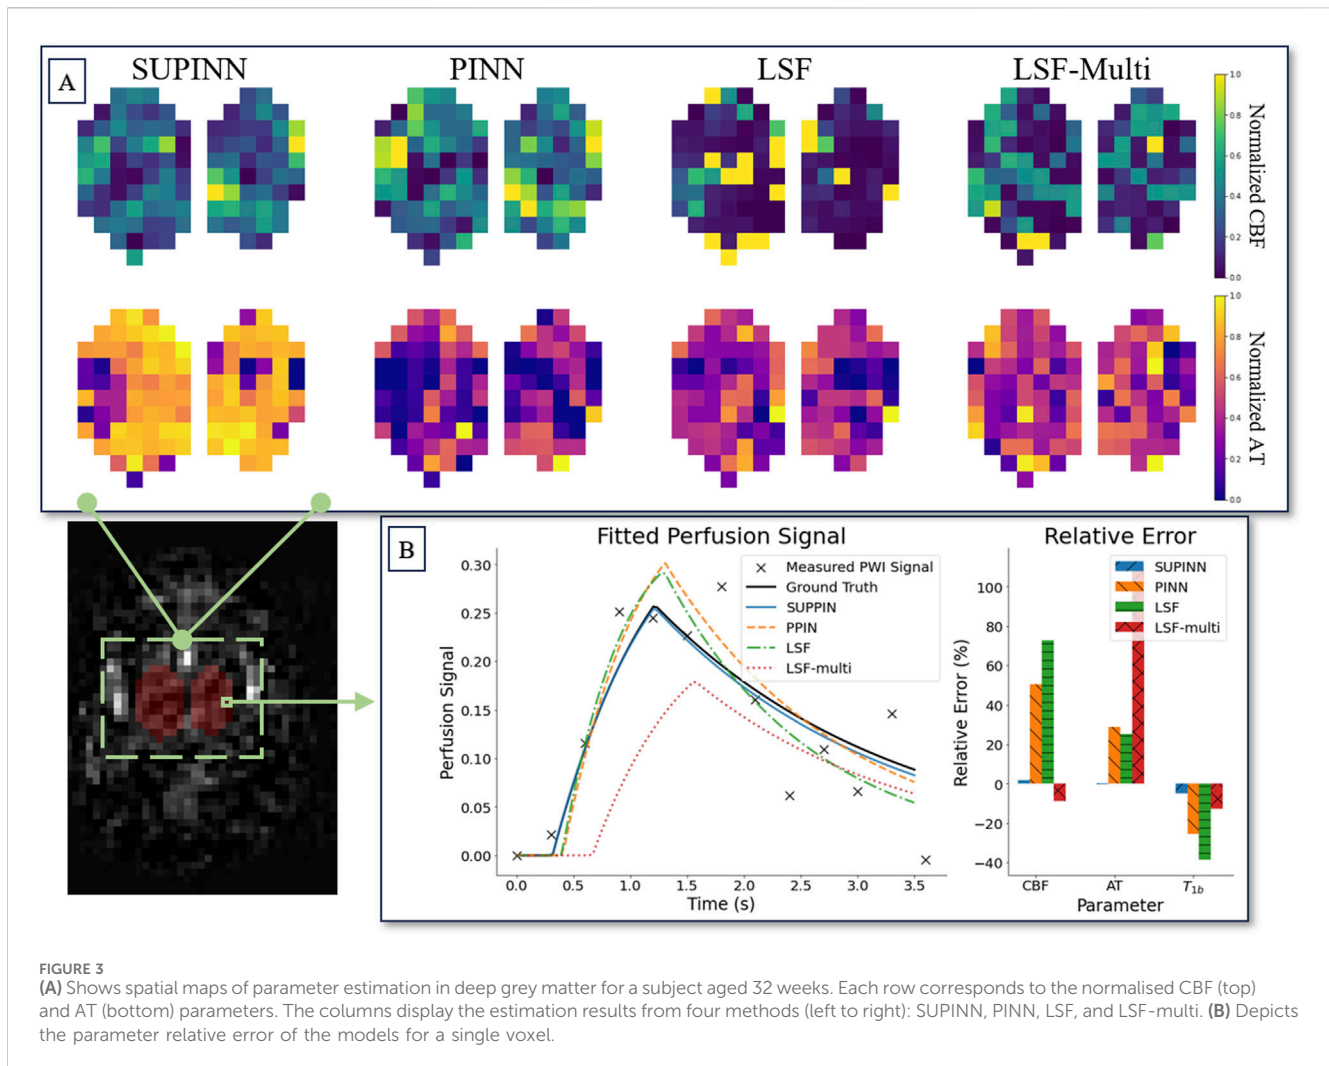 A
SUPINN
PINN
LSF
LSF-Multi
1.0
0.8
0.6
0.4
0.2
0.0
Normalized CBF
1.0
0.8
0.6
0.4
0.2
0.0
Normalized AT
B
Fitted Perfusion Signal
Perfusion Signal
0.30
0.25
0.20
0.15
0.10
0.05
0.00
Measured PWI Signal
Ground Truth
SUPPIN
PPIN
LSF
LSF-multi
0.0 0.5 1.0 1.5 2.0 2.5 3.0 3.5
Time (s)
Relative Error
Relative Error (%)
100
80
60
40
20
0
−20
−40
SUPINN
PINN
LSF
LSF-multi
CBF AT T1b
Parameter
FIGURE 3
(A) Shows spatial maps of parameter estimation in deep grey matter for a subject aged 32 weeks. Each row corresponds to the normalised CBF (top)
and AT (bottom) parameters. The columns display the estimation results from four methods (left to right): SUPINN, PINN, LSF, and LSF-multi. (B) Depicts
the parameter relative error of the models for a single voxel.